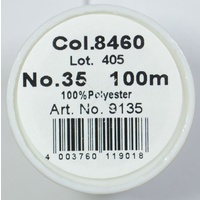 Col.8460
Lot. 405
No.35 100m
100%Polyester
Art. No. 9135
4 003760 119018